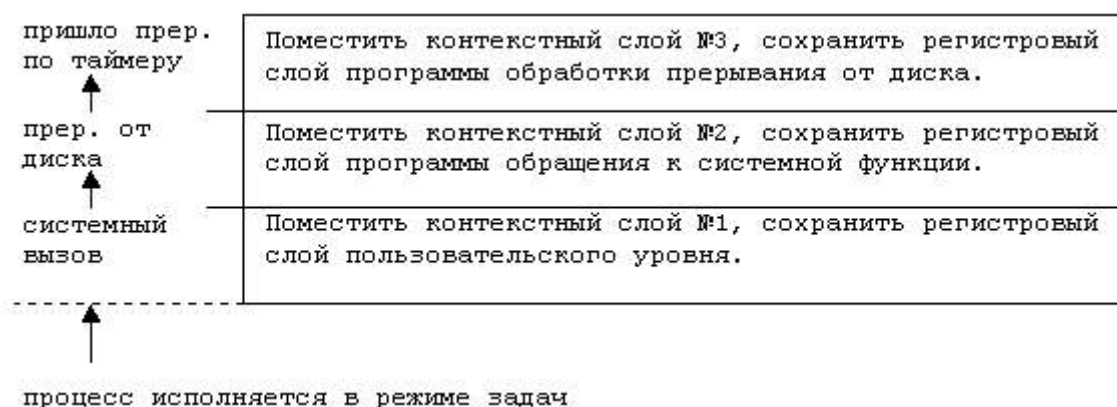 пришло прер.
по таймеру
Поместить контекстный слой №3, сохранить регистровый
слой программы обработки прерывания от диска.
прер. от
диска
Поместить контекстный слой №2, сохранить регистровый
слой программы обращения к системной функции.
системный
вызов
Поместить контекстный слой №1, сохранить регистровый
слой пользовательского уровня.
процесс исполняется в режиме задач